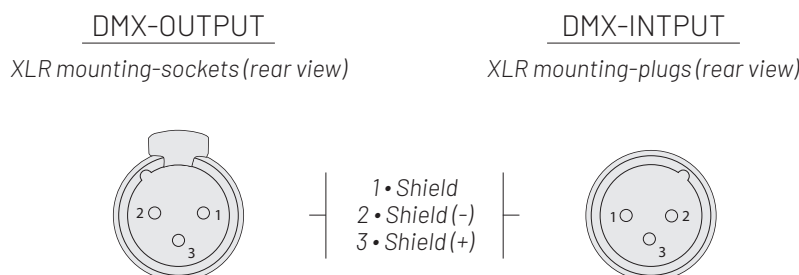 DMX-OUTPUT
XLR mounting-sockets (rear view)
2 1
3
1 • Shield
2 • Shield (-)
3 • Shield (+)
DMX-INTPUT
XLR mounting-plugs (rear view)
1 2
3